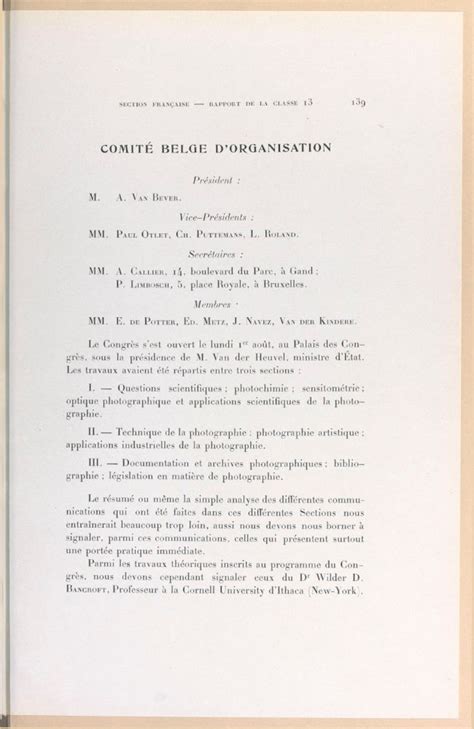 SECTION FRANÇAISE — RAPPORT DE LA CLASSE 13 139
COMITÉ BELGE D'ORGANISATION
Président :
M. A. VAN BEVER.
Vice-Présidents :
MM. PAUL OTLET, CH. PUTTEMANS, L. ROLAND.
Secrétaires :
MM. A. CALLIER, 14, boulevard du Parc, à Gand ;
P. LIMBOSCH, 5, place Royale, à Bruxelles.
Membres :
MM. E. DE POTTER, ED. METZ, J. NAVEZ, VAN DER KINDERE.
Le Congrès s'est ouvert le lundi 1er août, au Palais des Con-
grès, sous la présidence de M. Van der Heuvel, ministre d'État.
Les travaux avaient été répartis entre trois sections :
I. — Questions scientifiques ; photochimie ; sensitométrie ;
optique photographique et applications scientifiques de la photo-
graphie.
II. — Technique de la photographie ; photographie artistique ;
applications industrielles de la photographie.
III. — Documentation et archives photographiques ; biblio-
graphie ; législation en matière de photographie.
Le résumé ou même la simple analyse des différentes commu-
nications qui ont été faites dans ces différentes Sections nous
entraînerait beaucoup trop loin, aussi nous devons nous borner à
signaler, parmi ces communications, celles qui présentent surtout
une portée pratique immédiate.
Parmi les travaux théoriques inscrits au programme du Con-
grès, nous devons cependant signaler ceux du Dr Wilder D.
BANCROFT, Professeur à la Cornell University d'Ithaca (New-York).